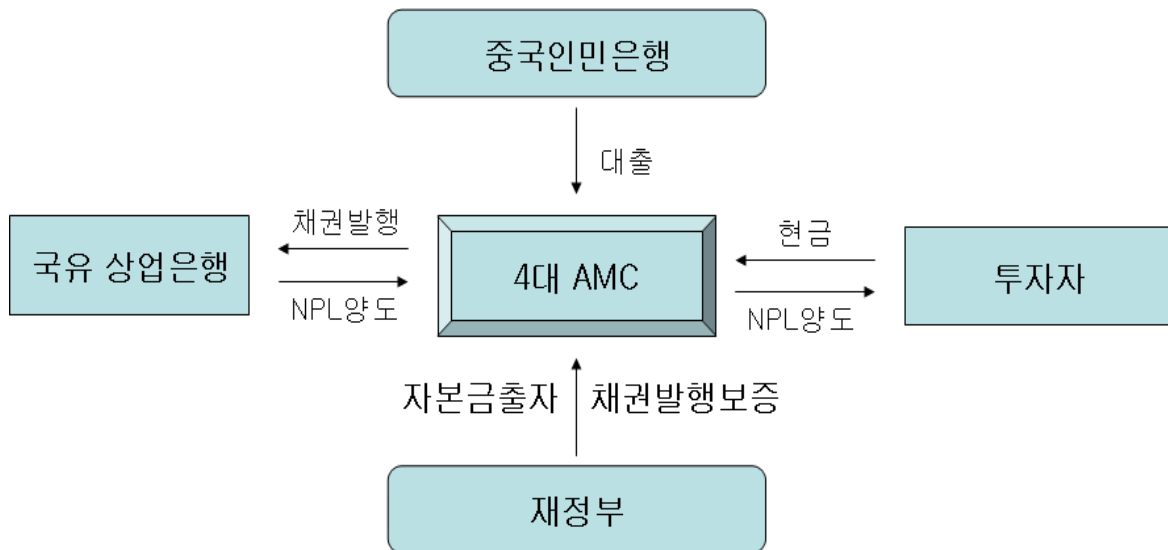 중국인민은행
대출
채권발행
현금
국유 상업은행
4대 AMC
투자자
NPL양도
NPL양도
자본금출자
채권발행보증
재정부